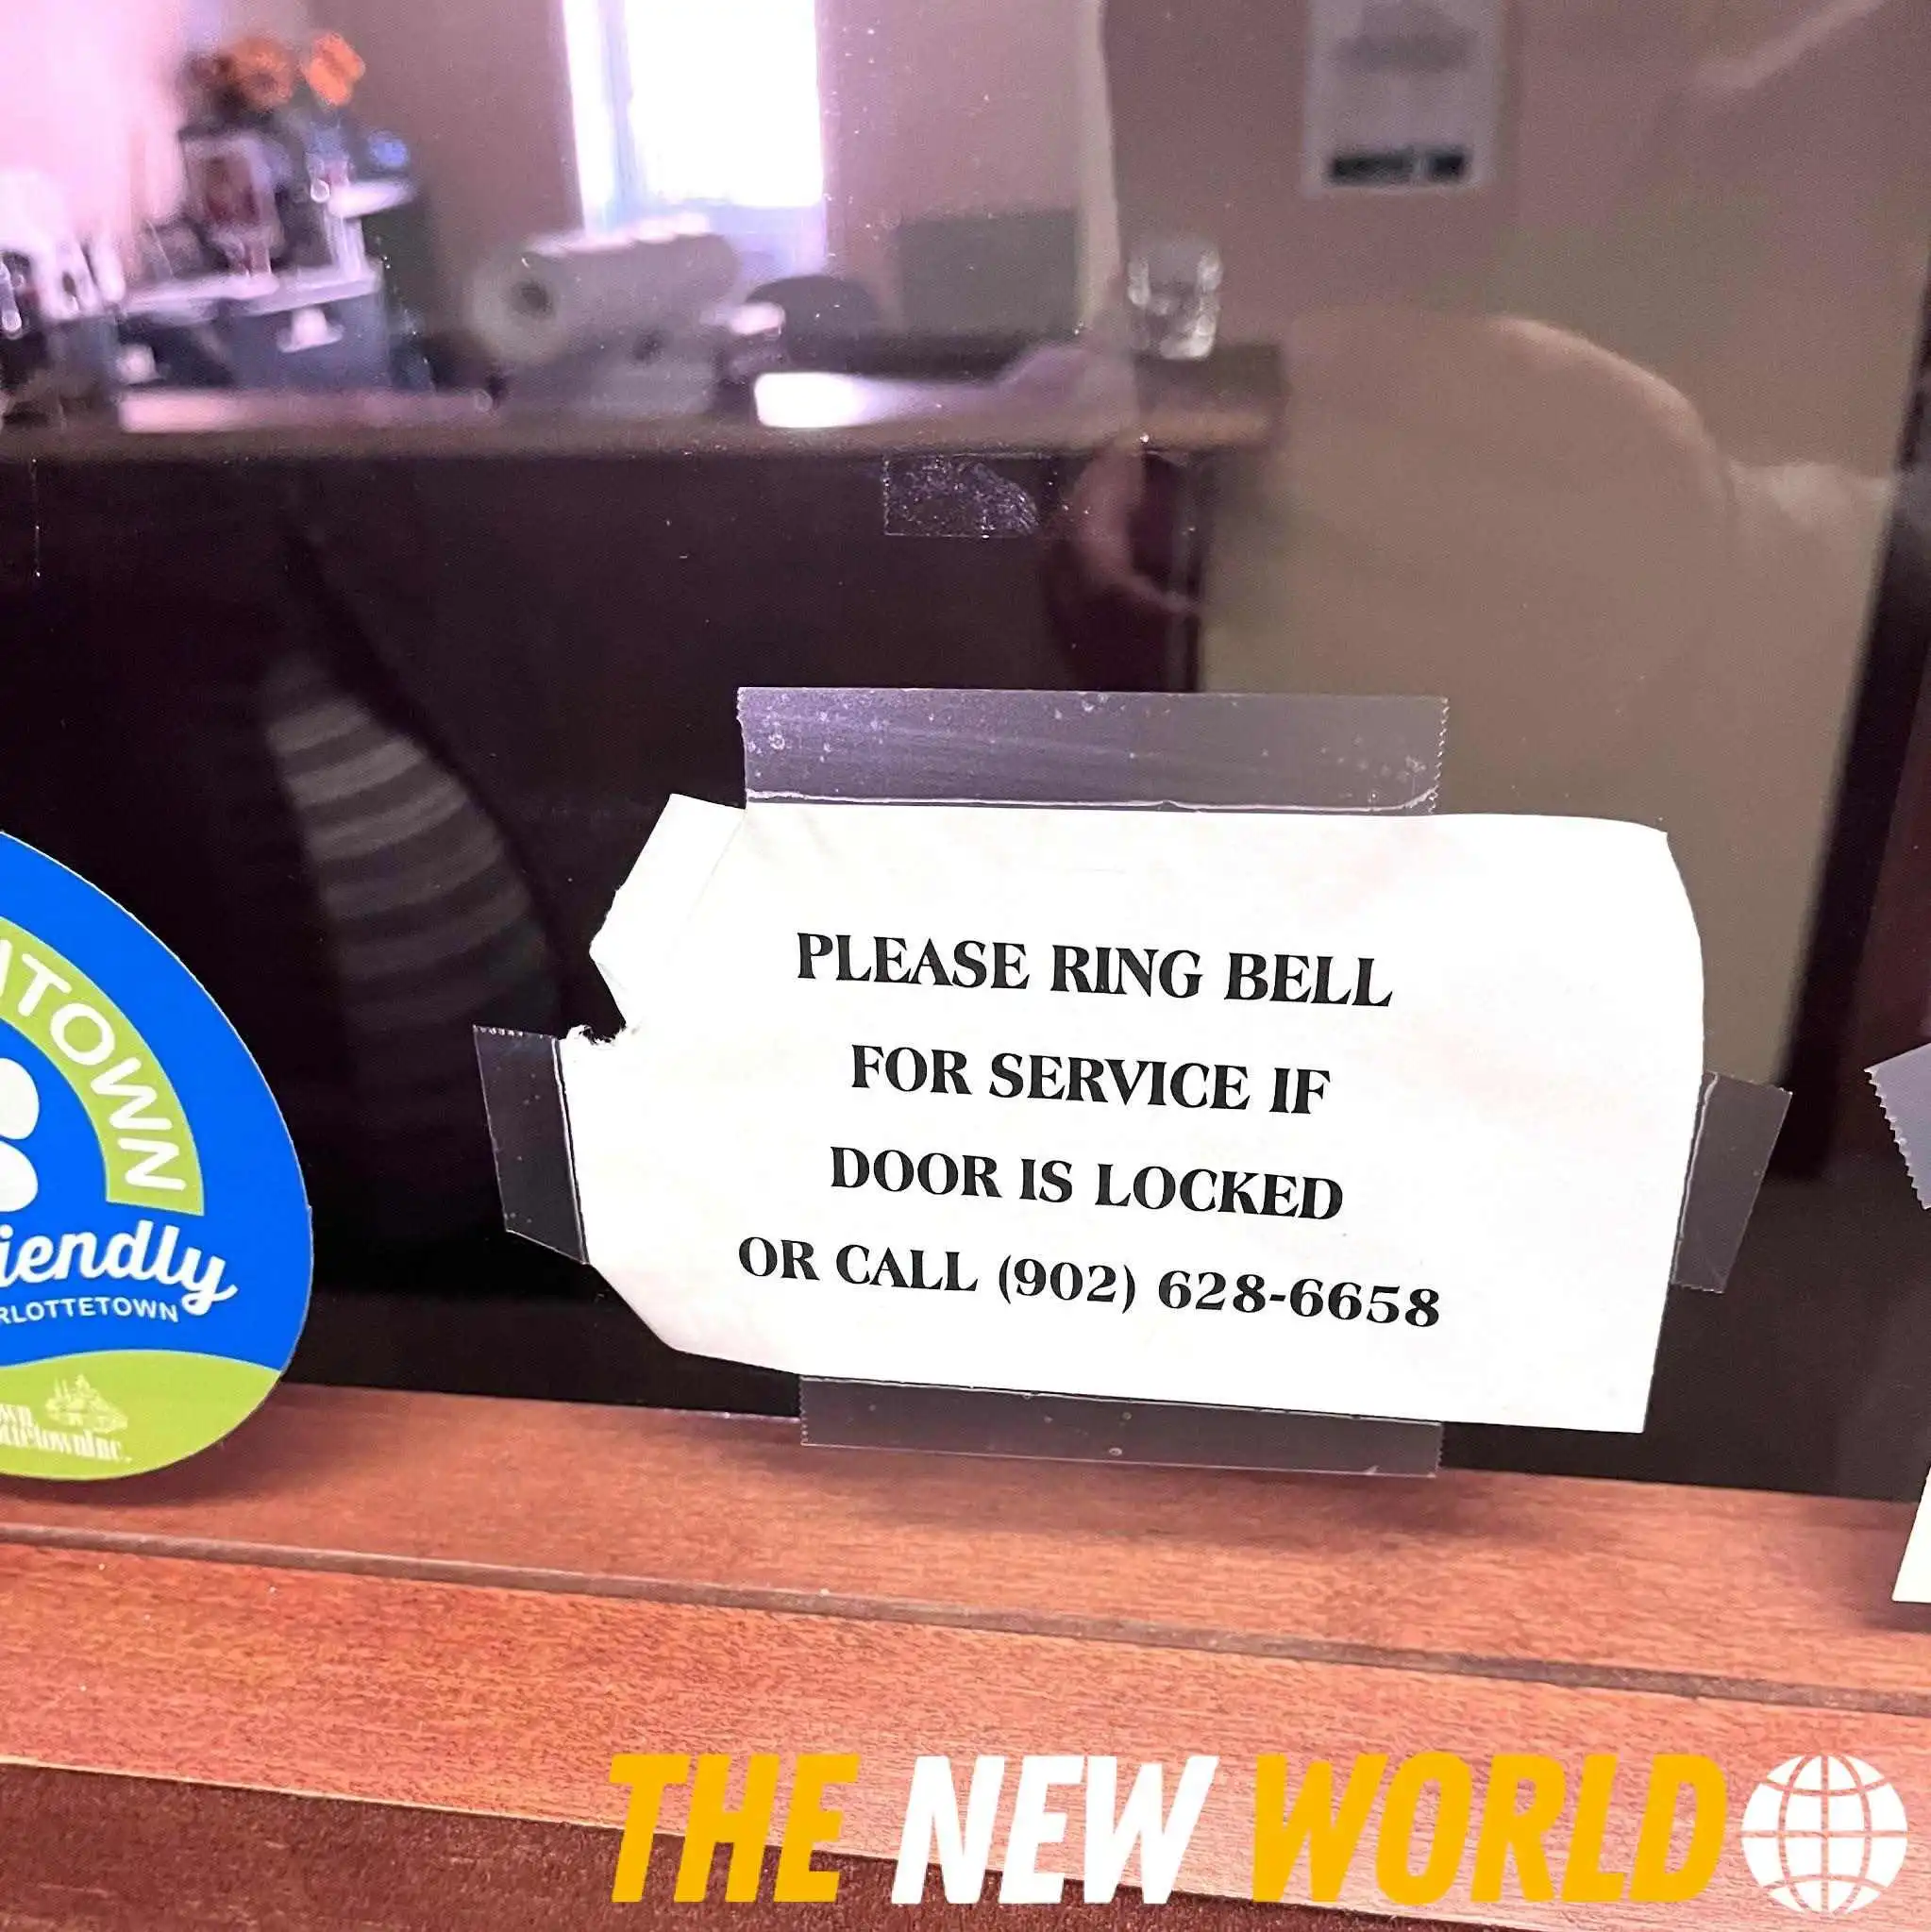 NTOWN
iendly
RLOTTETOWN
PLEASE RING BELL
FOR SERVICE IF
DOOR IS LOCKED
OR CALL (902) 628-6658
THE NEW WORLD